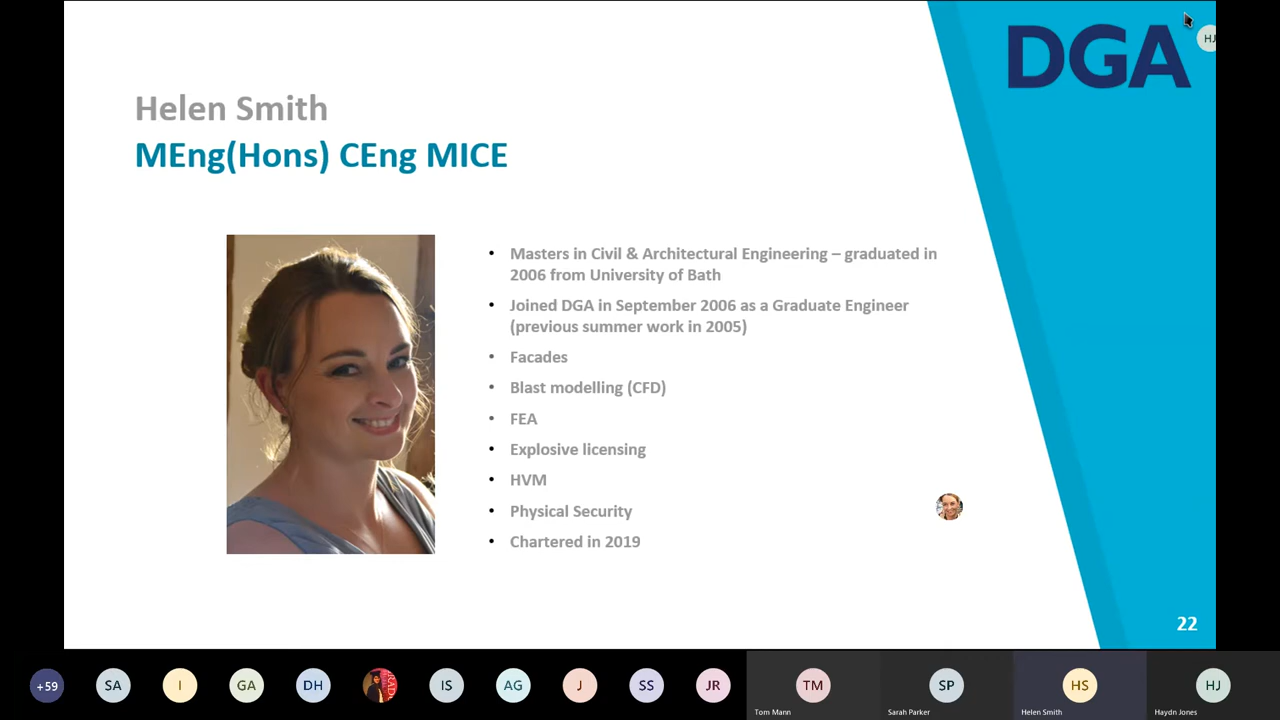 DGA
HJ
Helen Smith
MEng(Hons) CEng MICE
• Masters in Civil & Architectural Engineering – graduated in
2006 from University of Bath
• Joined DGA in September 2006 as a Graduate Engineer
(previous summer work in 2005)
• Facades
• Blast modelling (CFD)
• FEA
• Explosive licensing
• HVM
• Physical Security
• Chartered in 2019
22
+59 SA I GA DH IS AG J SS JR TM SP HS HJ
Tom Mann Sarah Parker Helen Smith Haydn Jones